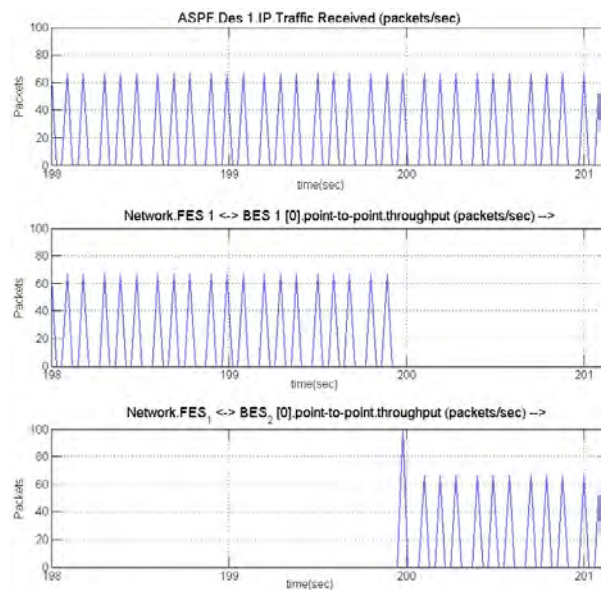 ASPF.Des 1.IP.Traffic Received (packets/sec)
100
80
60
40
20
0
Packets
198 199 200 201
time(sec)
Network.FES 1 <-> BES 1 [0].point-to-point.throughput (packets/sec) -->
100
80
60
40
20
0
Packets
198 199 200 201
time(sec)
Network.FES₁ <-> BES₂ [0].point-to-point.throughput (packets/sec) -->
100
80
60
40
20
0
Packets
198 199 200 201
time(sec)